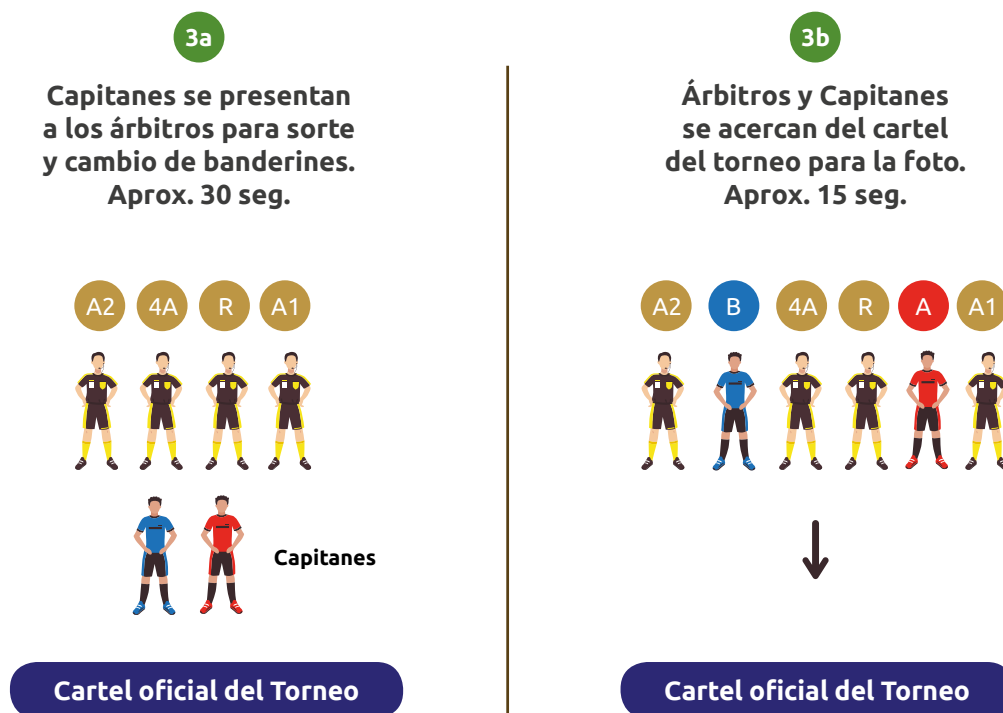 3a
Capitanes se presentan
a los árbitros para sorte
y cambio de banderines.
Aprox. 30 seg.
A2 4A R A1
Capitanes
Cartel oficial del Torneo
3b
Árbitros y Capitanes
se acercan del cartel
del torneo para la foto.
Aprox. 15 seg.
A2 B 4A R A A1
Cartel oficial del Torneo